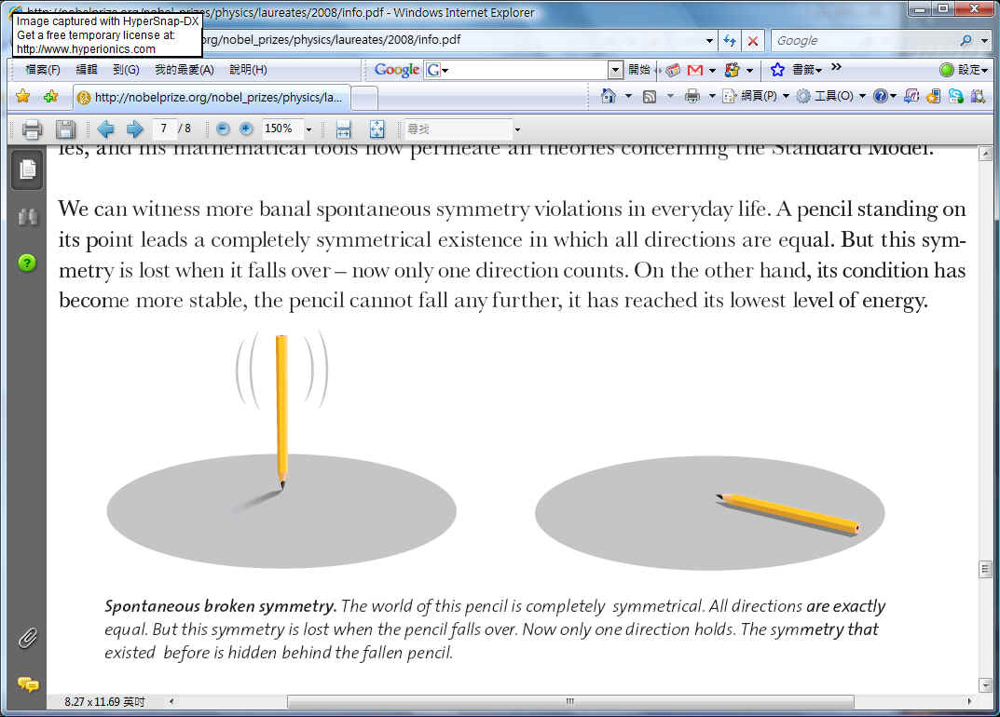 http://nobelprize.org/nobel_prizes/physics/laureates/2008/info.pdf - Windows Internet Explorer
Image captured with HyperSnap-DX
Get a free temporary license at:
http://www.hyperionics.com
org/nobel_prizes/physics/laureates/2008/info.pdf
Google
檔案(F) 編輯 到(G) 我的最愛(A) 說明(H)
Google G 開始 書籤 設定
http://nobelprize.org/nobel_prizes/physics/la...
網頁(P) 工具(O)
7 / 8 150% 尋找
ies, and his mathematical tools now permeate all theories concerning the Standard Model.
We can witness more banal spontaneous symmetry violations in everyday life. A pencil standing on
its point leads a completely symmetrical existence in which all directions are equal. But this sym-
metry is lost when it falls over – now only one direction counts. On the other hand, its condition has
become more stable, the pencil cannot fall any further, it has reached its lowest level of energy.
Spontaneous broken symmetry. The world of this pencil is completely symmetrical. All directions are exactly
equal. But this symmetry is lost when the pencil falls over. Now only one direction holds. The symmetry that
existed before is hidden behind the fallen pencil.
8.27 x 11.69 英吋